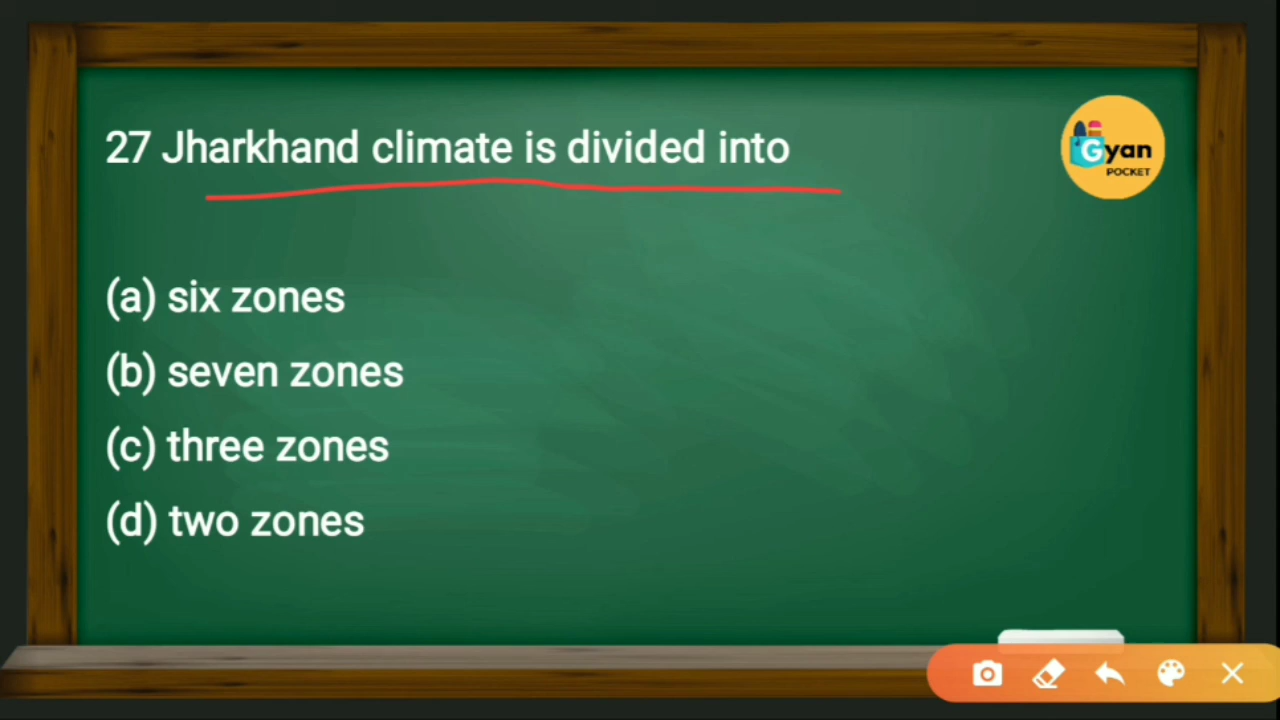 27 Jharkhand climate is divided into
Gyan
POCKET
(a) six zones
(b) seven zones
(c) three zones
(d) two zones